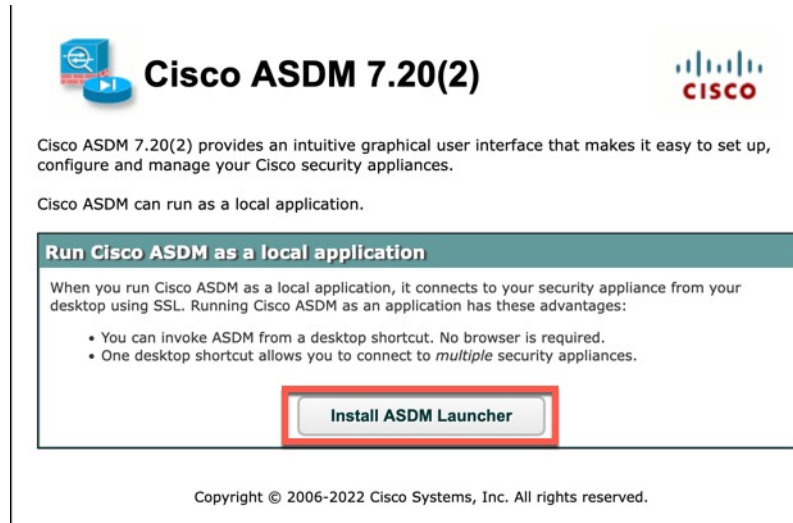 Cisco ASDM 7.20(2)
CISCO
Cisco ASDM 7.20(2) provides an intuitive graphical user interface that makes it easy to set up,
configure and manage your Cisco security appliances.
Cisco ASDM can run as a local application.
Run Cisco ASDM as a local application
When you run Cisco ASDM as a local application, it connects to your security appliance from your
desktop using SSL. Running Cisco ASDM as an application has these advantages:
• You can invoke ASDM from a desktop shortcut. No browser is required.
• One desktop shortcut allows you to connect to multiple security appliances.
Install ASDM Launcher
Copyright © 2006-2022 Cisco Systems, Inc. All rights reserved.